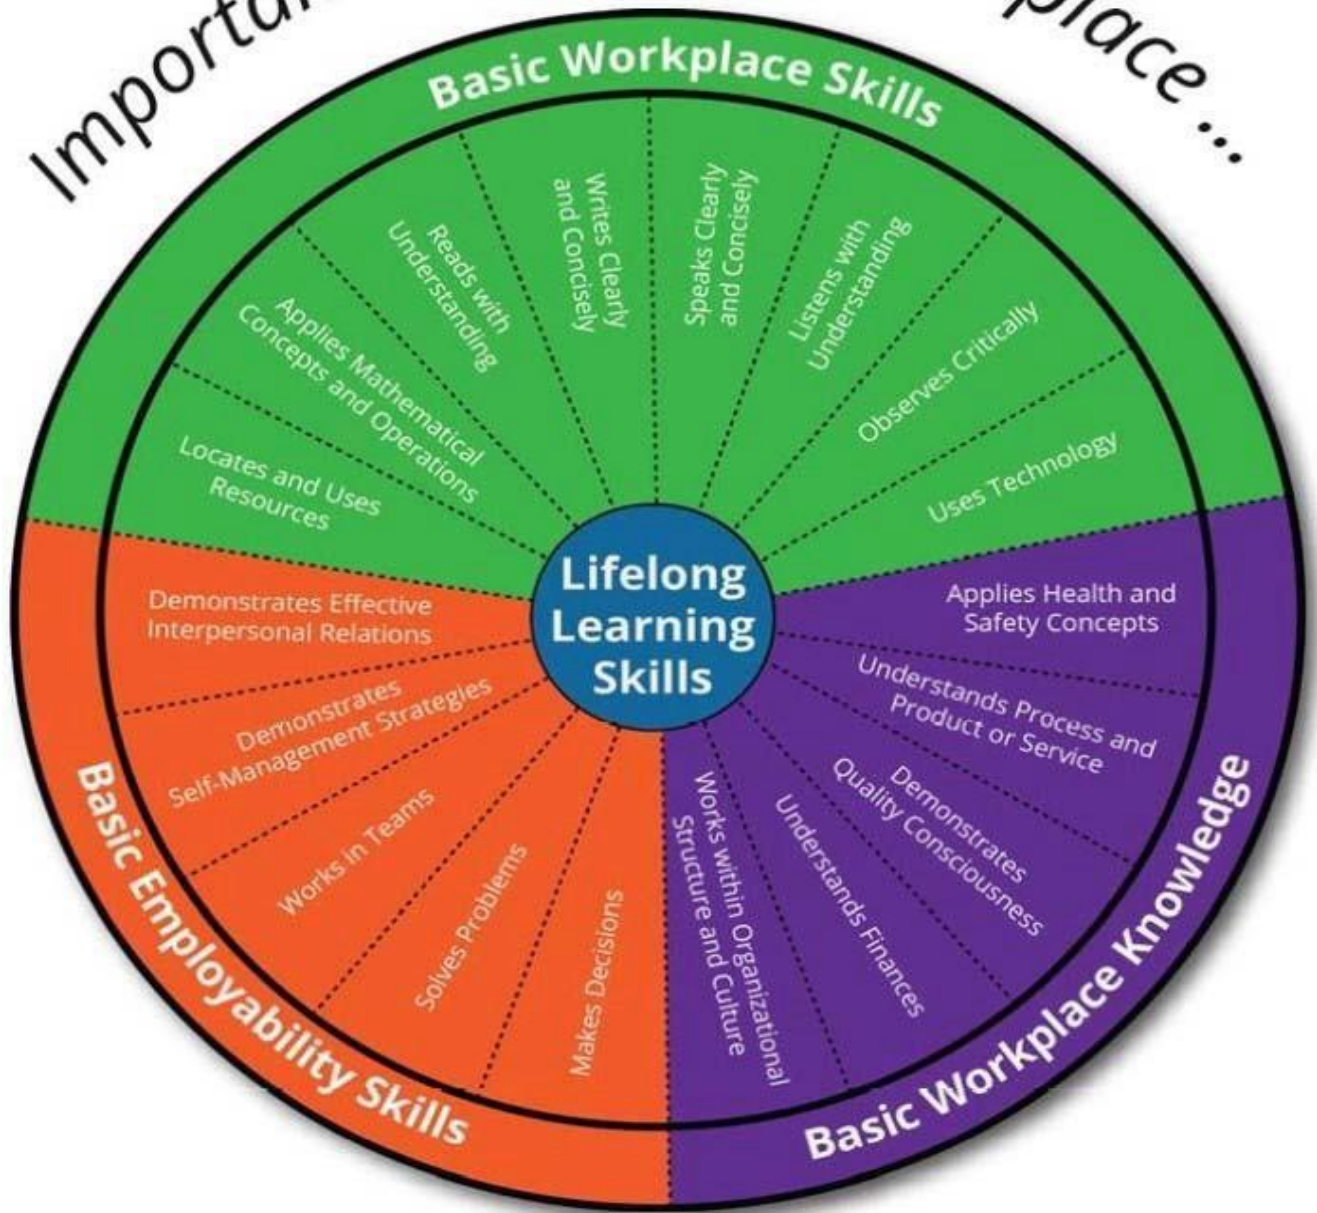 Basic Workplace Skills
Locates and Uses
Resources
Applies Mathematical
Concepts and Operations
Reads with
Understanding
Writes Clearly
and Concisely
Speaks Clearly
and Concisely
Listens with
Understanding
Observes Critically
Uses Technology
Lifelong
Learning
Skills
Applies Health and
Safety Concepts
Understands Process and
Product or Service
Demonstrates
Quality Consciousness
Understands Finances
Works within Organizational
Structure and Culture
Basic Workplace Knowledge
Demonstrates Effective
Interpersonal Relations
Demonstrates
Self-Management Strategies
Works in Teams
Solves Problems
Makes Decisions
Basic Employability Skills